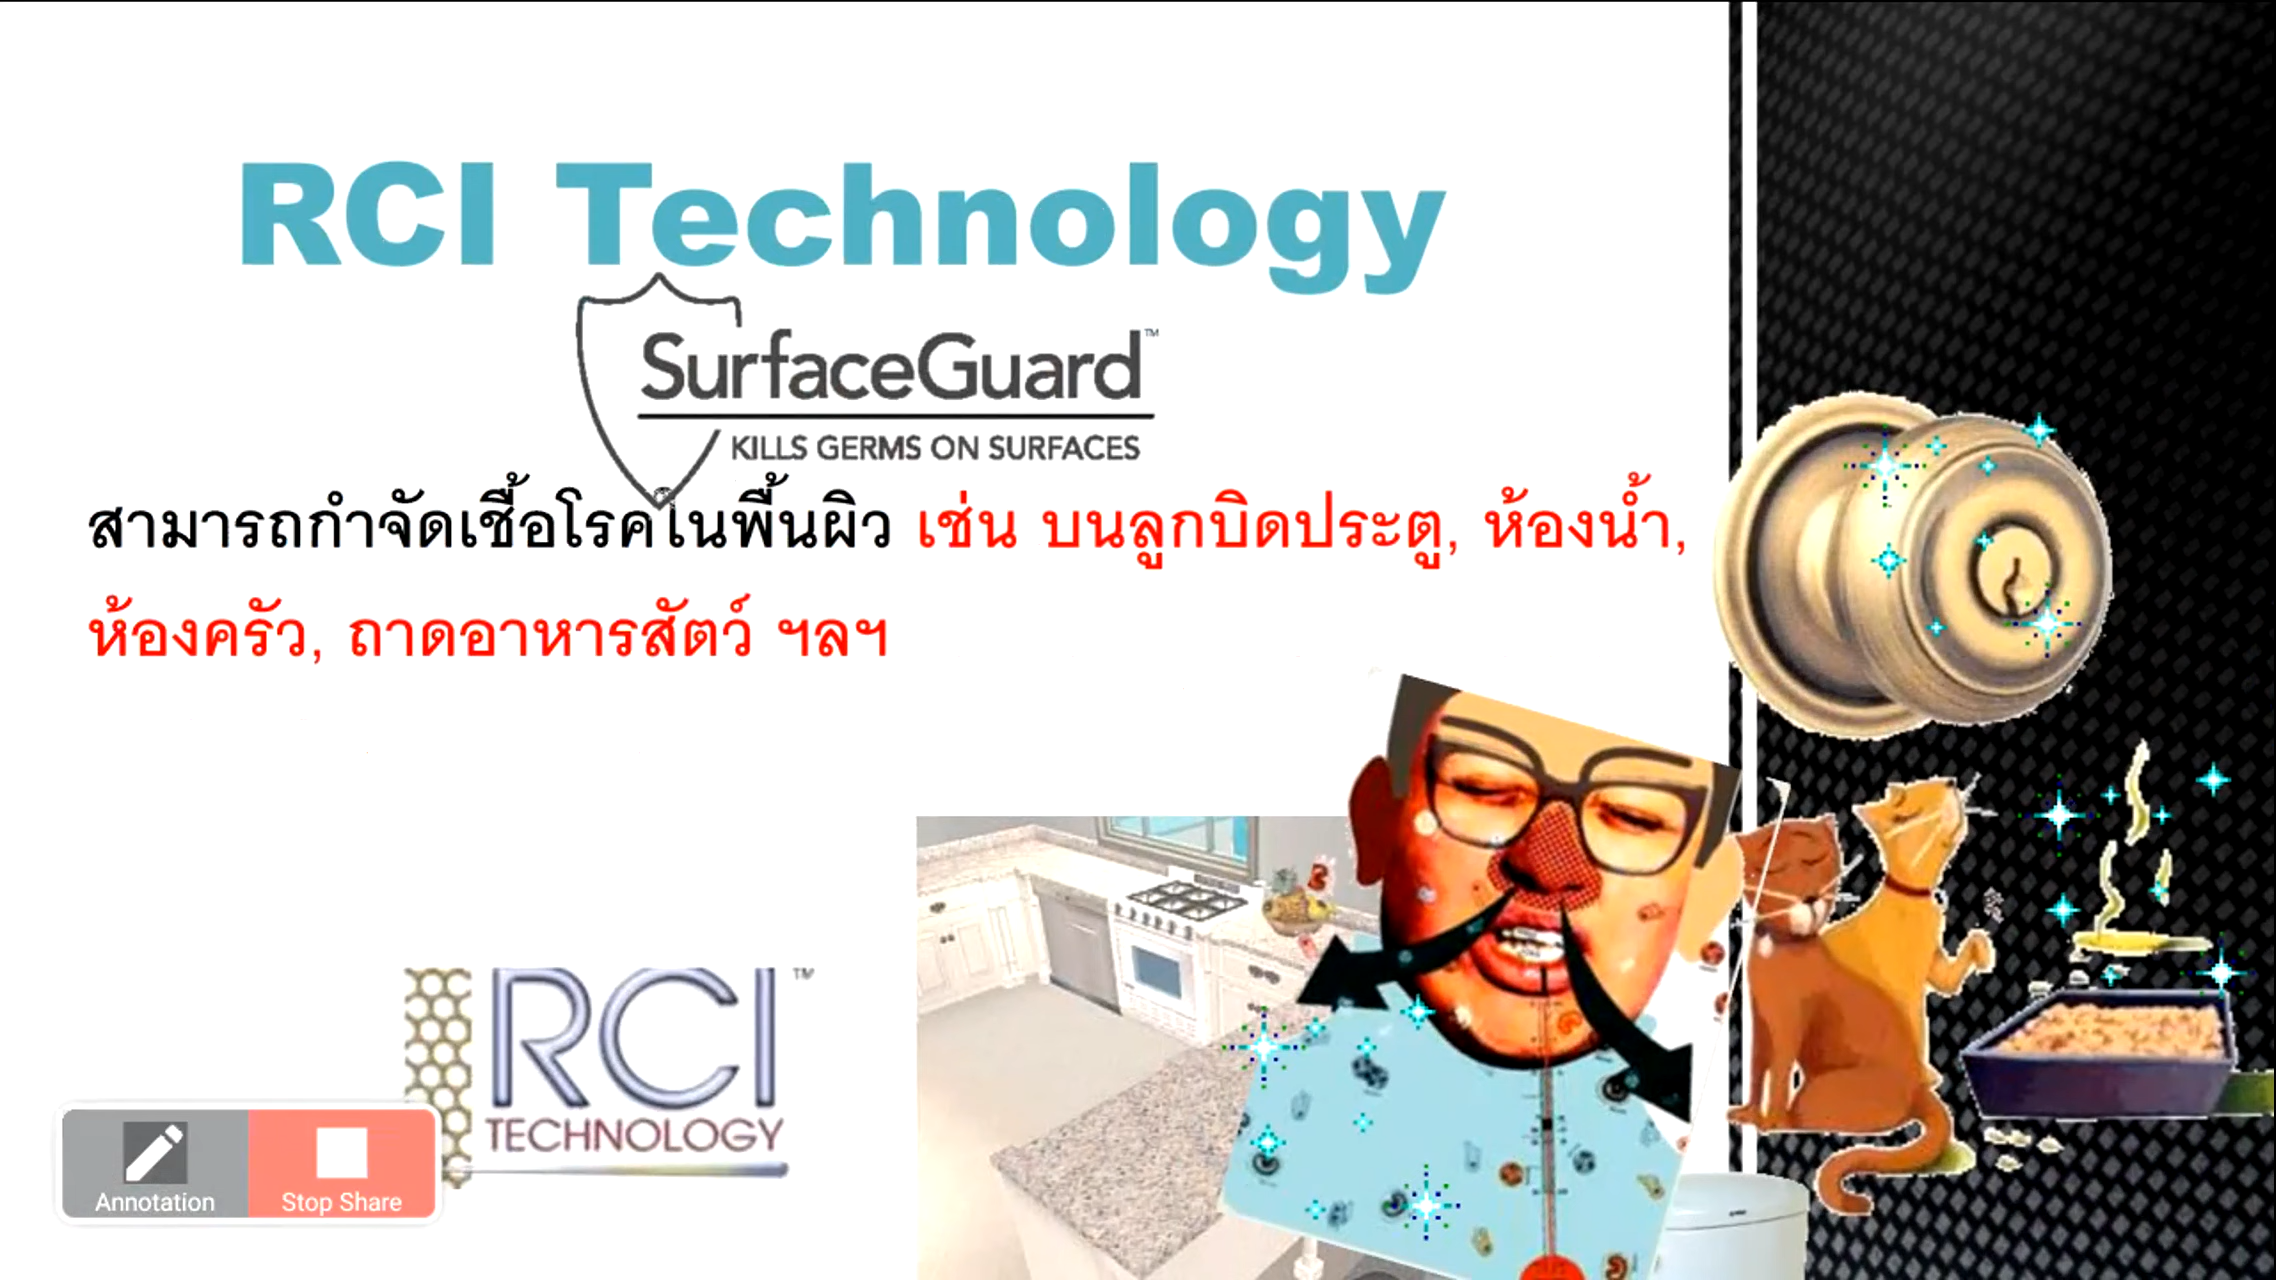 RCI Technology
SurfaceGuard™
KILLS GERMS ON SURFACES
สามารถกำจัดเชื้อโรคในพื้นผิว เช่น บนลูกบิดประตู, ห้องน้ำ,
ห้องครัว, ถาดอาหารสัตว์ ฯลฯ
RCI™
TECHNOLOGY
Annotation
Stop Share